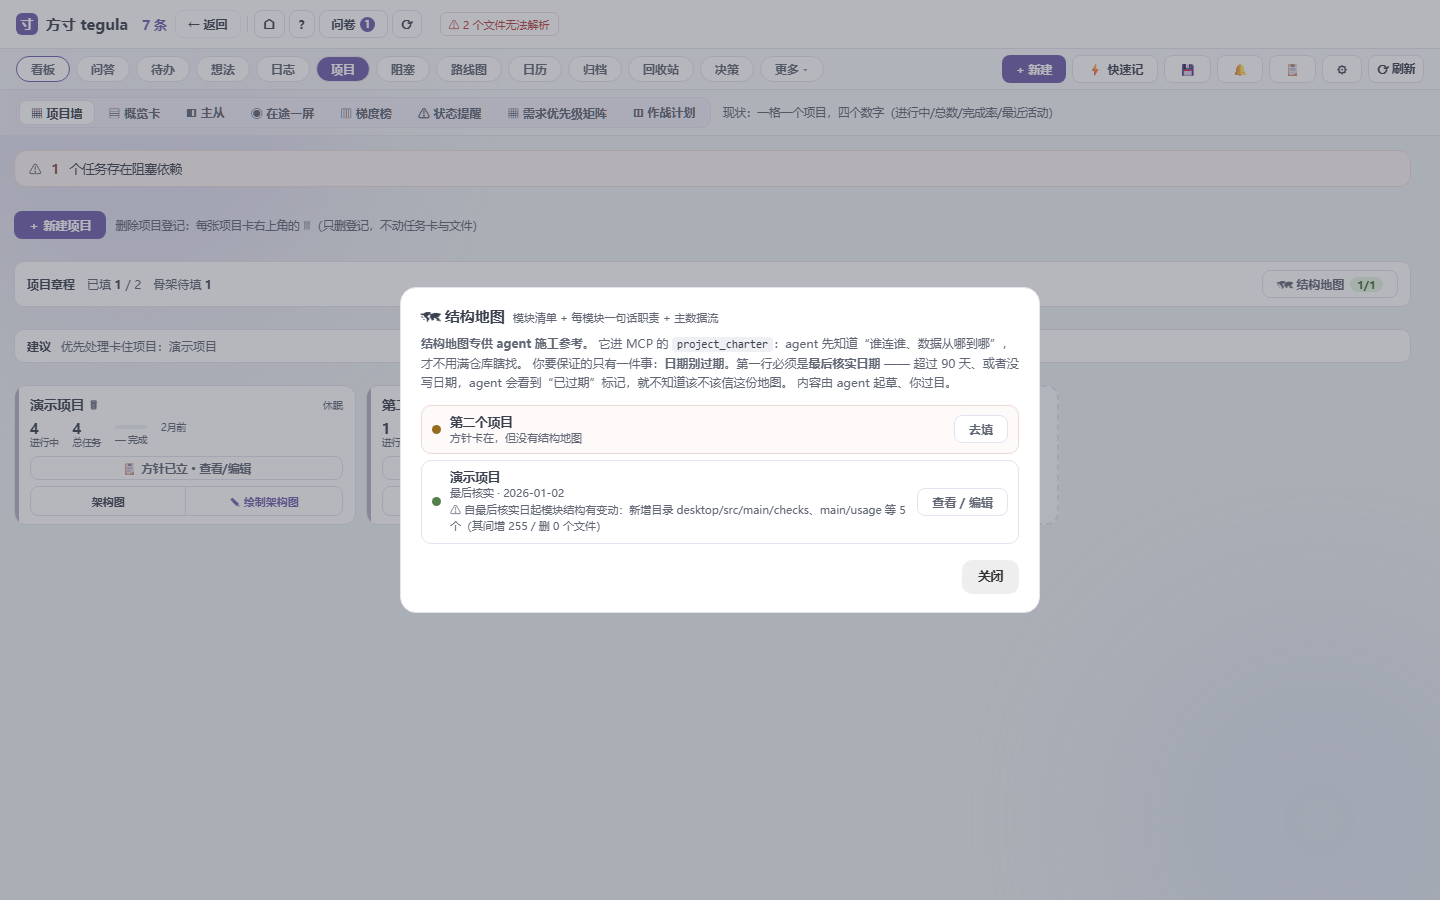 寸 方寸 tegula 7 条 ← 返回 ? 问卷 1 ⚠ 2 个文件无法解析
看板 问答 待办 想法 日志 项目 阻塞 路线图 日历 归档 回收站 决策 更多 + 新建 快速记 刷新
项目墙 概览卡 主从 在途一屏 梯度榜 状态提醒 需求优先级矩阵 作战计划 现状：一格一个项目，四个数字（进行中/总数/完成率/最近活动）
⚠ 1 个任务存在阻塞依赖
+ 新建项目 删除项目登记：每张项目卡右上角的 （只删登记，不动任务卡与文件）
项目章程 已填 1 / 2 骨架待填 1 结构地图 1/1
建议 优先处理卡住项目：演示项目
演示项目 休眠
4 4 — 完成 2月前
进行中 总任务
方针已立 • 查看/编辑
架构图 绘制架构图
第二
1
进行
结构地图 模块清单 + 每模块一句话职责 + 主数据流
结构地图专供 agent 施工参考。 它进 MCP 的 project_charter：agent 先知道“谁连谁、数据从哪到哪”，
才不用满仓库瞎找。 你要保证的只有一件事：日期别过期。第一行必须是最后核实日期 —— 超过 90 天、或者没
写日期，agent 会看到“已过期”标记，就不知道该不该信这份地图。 内容由 agent 起草、你过目。
第二个项目
方针卡在，但没有结构地图
去填
演示项目
最后核实 · 2026-01-02
⚠ 自最后核实日起模块结构有变动：新增目录 desktop/src/main/checks、main/usage 等 5
个（其间增 255 / 删 0 个文件）
查看 / 编辑
关闭